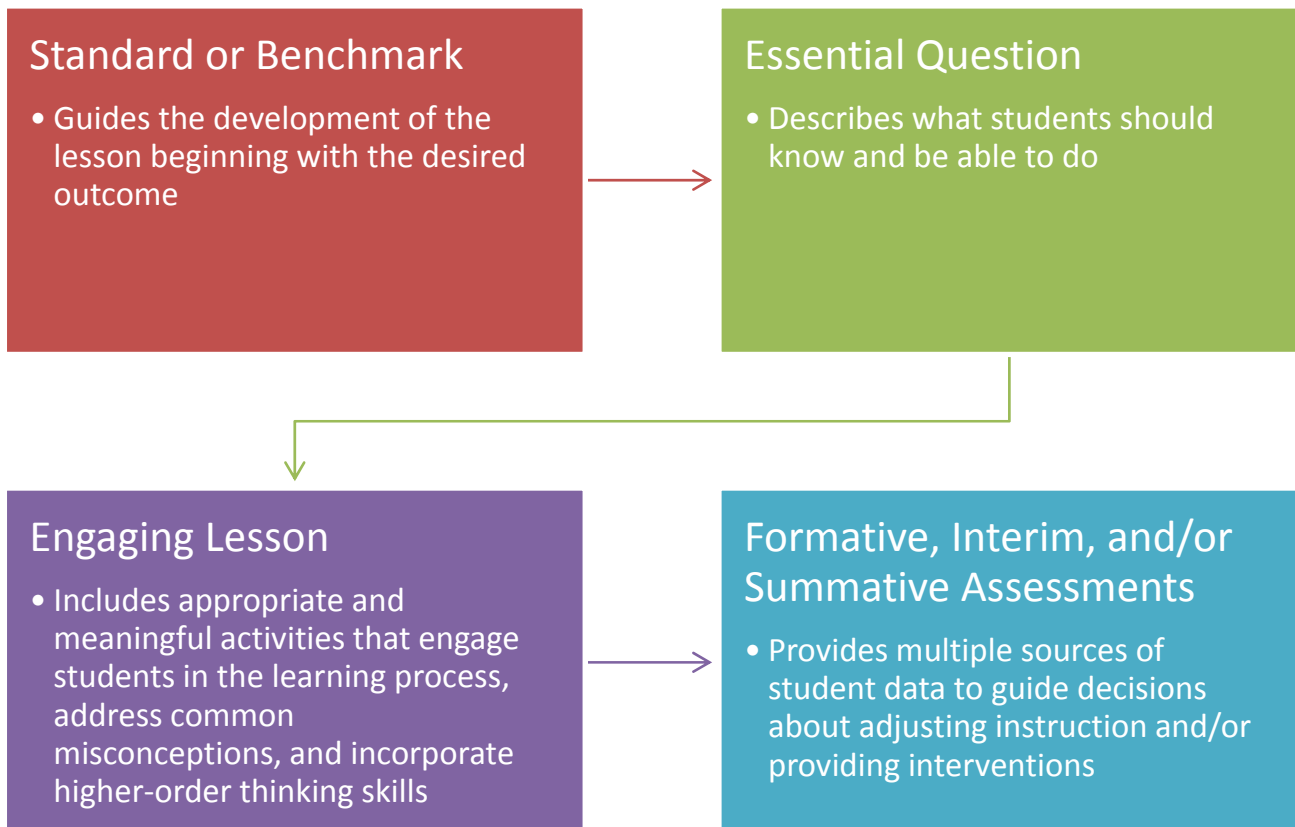 Standard or Benchmark
• Guides the development of the
lesson beginning with the desired
outcome
Essential Question
• Describes what students should
know and be able to do
Engaging Lesson
• Includes appropriate and
meaningful activities that engage
students in the learning process,
address common
misconceptions, and incorporate
higher-order thinking skills
Formative, Interim, and/or
Summative Assessments
• Provides multiple sources of
student data to guide decisions
about adjusting instruction and/or
providing interventions